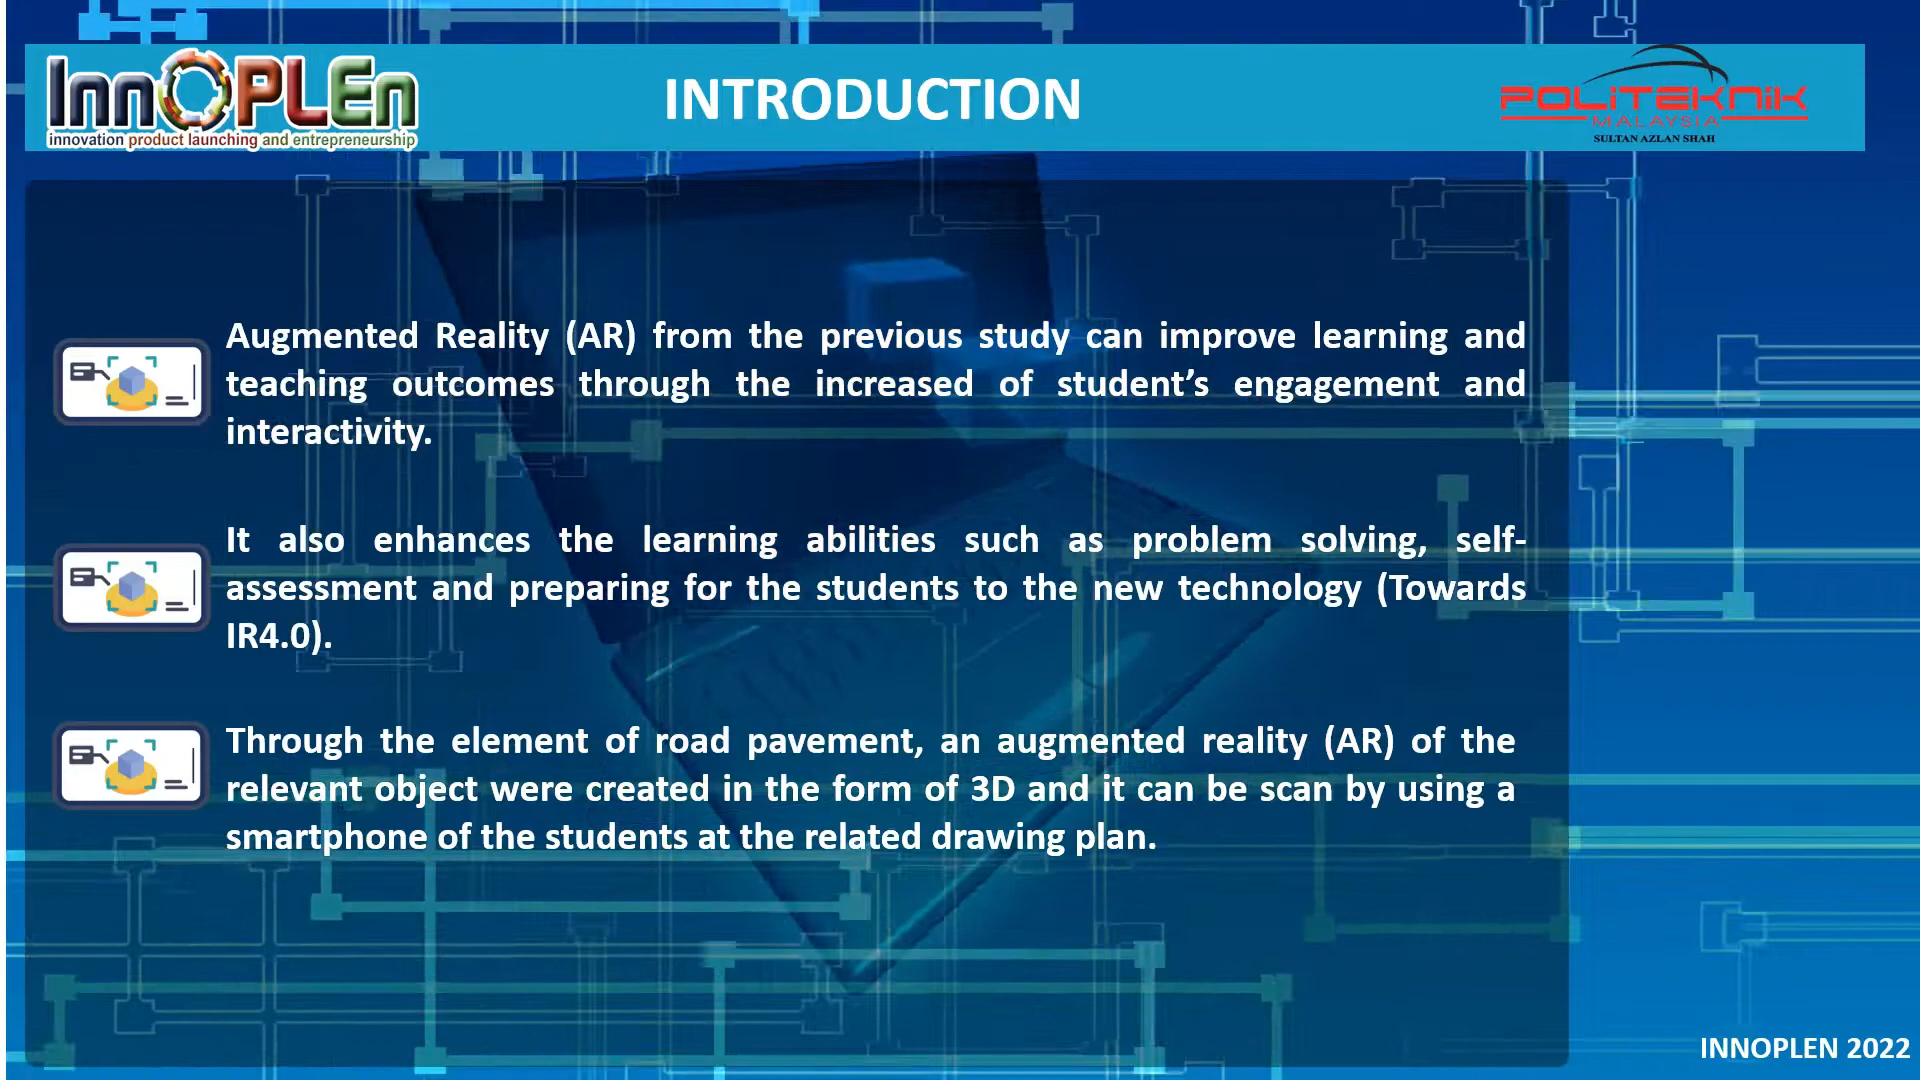 InnOPLEn
innovation product launching and entrepreneurship
INTRODUCTION
POLITEKNIK
MALAYSIA
SULTAN AZLAN SHAH
Augmented Reality (AR) from the previous study can improve learning and
teaching outcomes through the increased of student’s engagement and
interactivity.
It also enhances the learning abilities such as problem solving, self-
assessment and preparing for the students to the new technology (Towards
IR4.0).
Through the element of road pavement, an augmented reality (AR) of the
relevant object were created in the form of 3D and it can be scan by using a
smartphone of the students at the related drawing plan.
INNOPLEN 2022